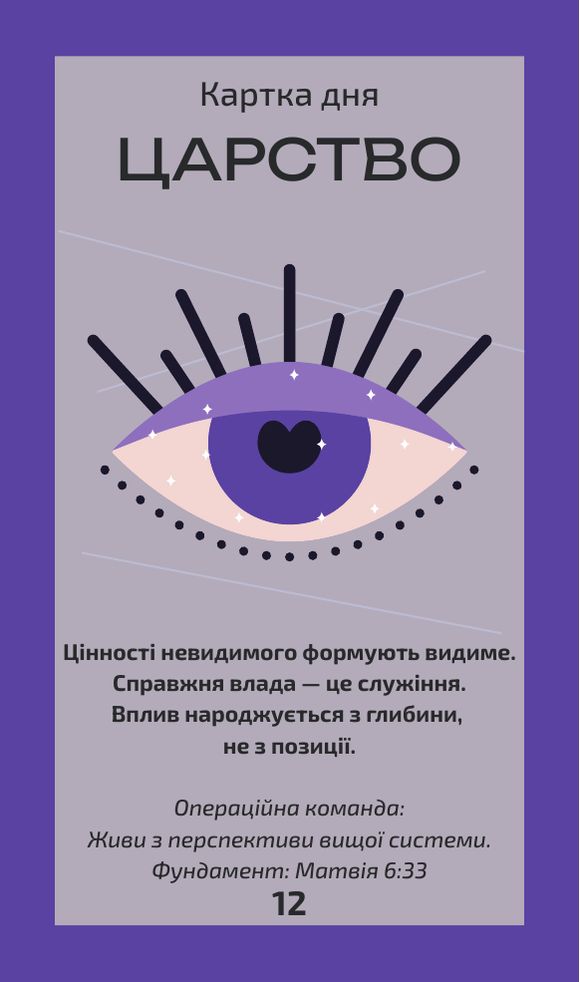 Картка дня
ЦАРСТВО
Цінності невидимого формують видиме.
Справжня влада — це служіння.
Вплив народжується з глибини,
не з позиції.
Операційна команда:
Живи з перспективи вищої системи.
Фундамент: Матвія 6:33
12